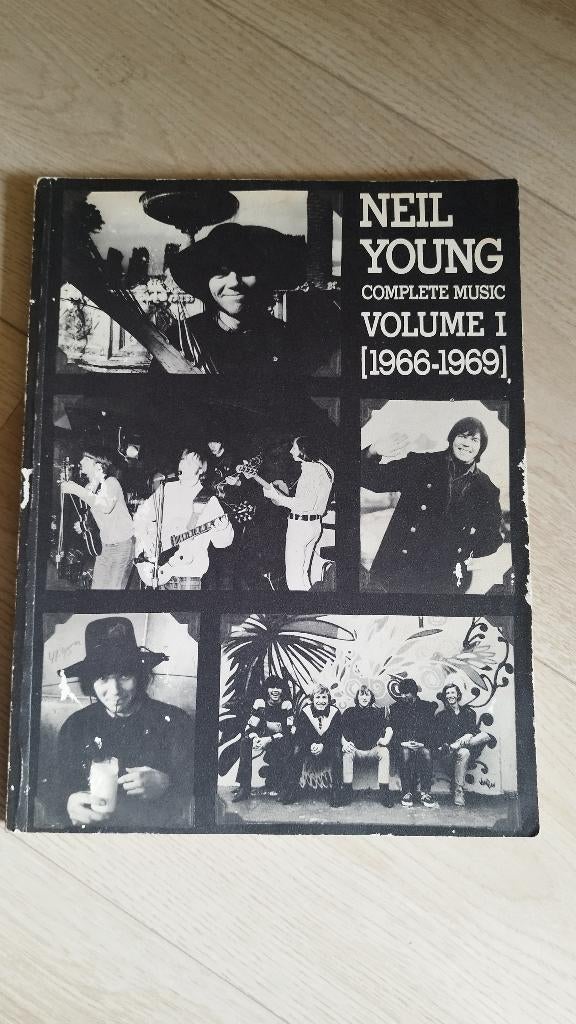 NEIL
YOUNG
COMPLETE MUSIC
VOLUME I
[1966-1969]